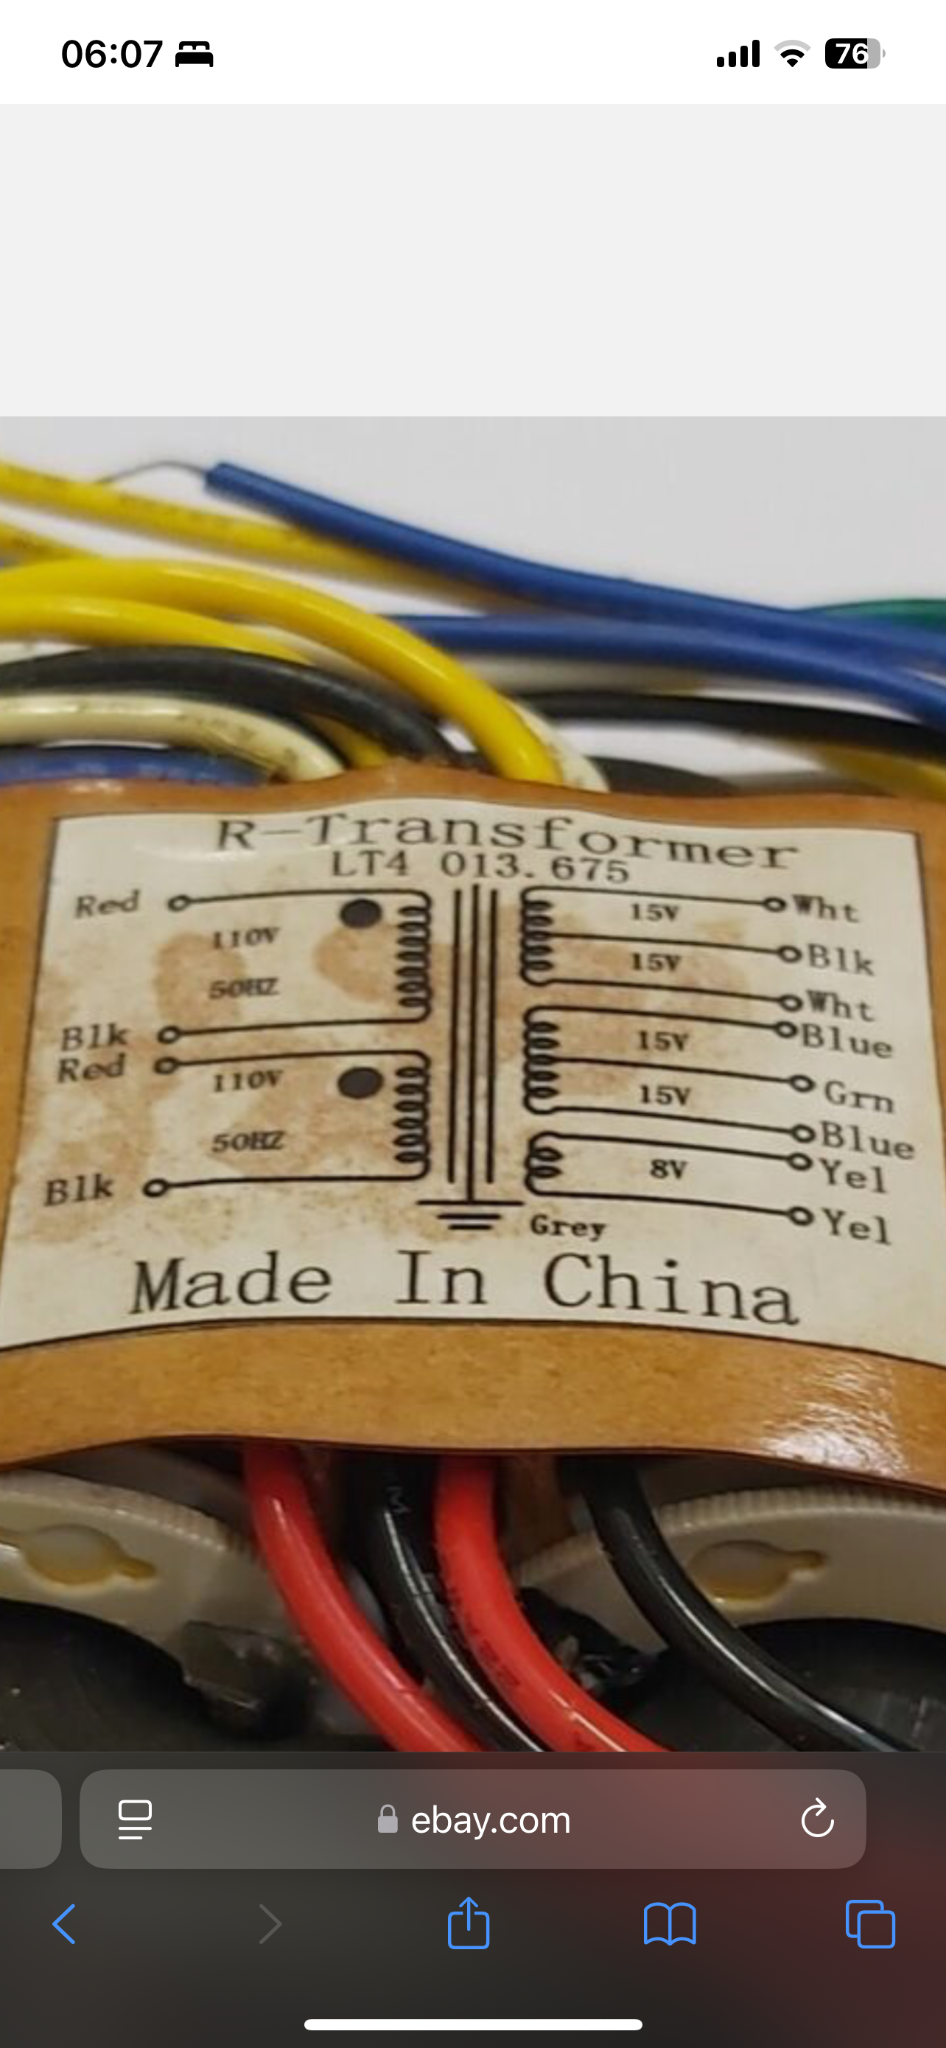 06:07
76
R-Transformer
LT4 013.675
Red
110V
50HZ
Blk
Red
110V
50HZ
Blk
15V
Wht
15V
Blk
Wht
Blue
15V
Grn
15V
Blue
Yel
8V
Yel
Grey
Made In China
ebay.com